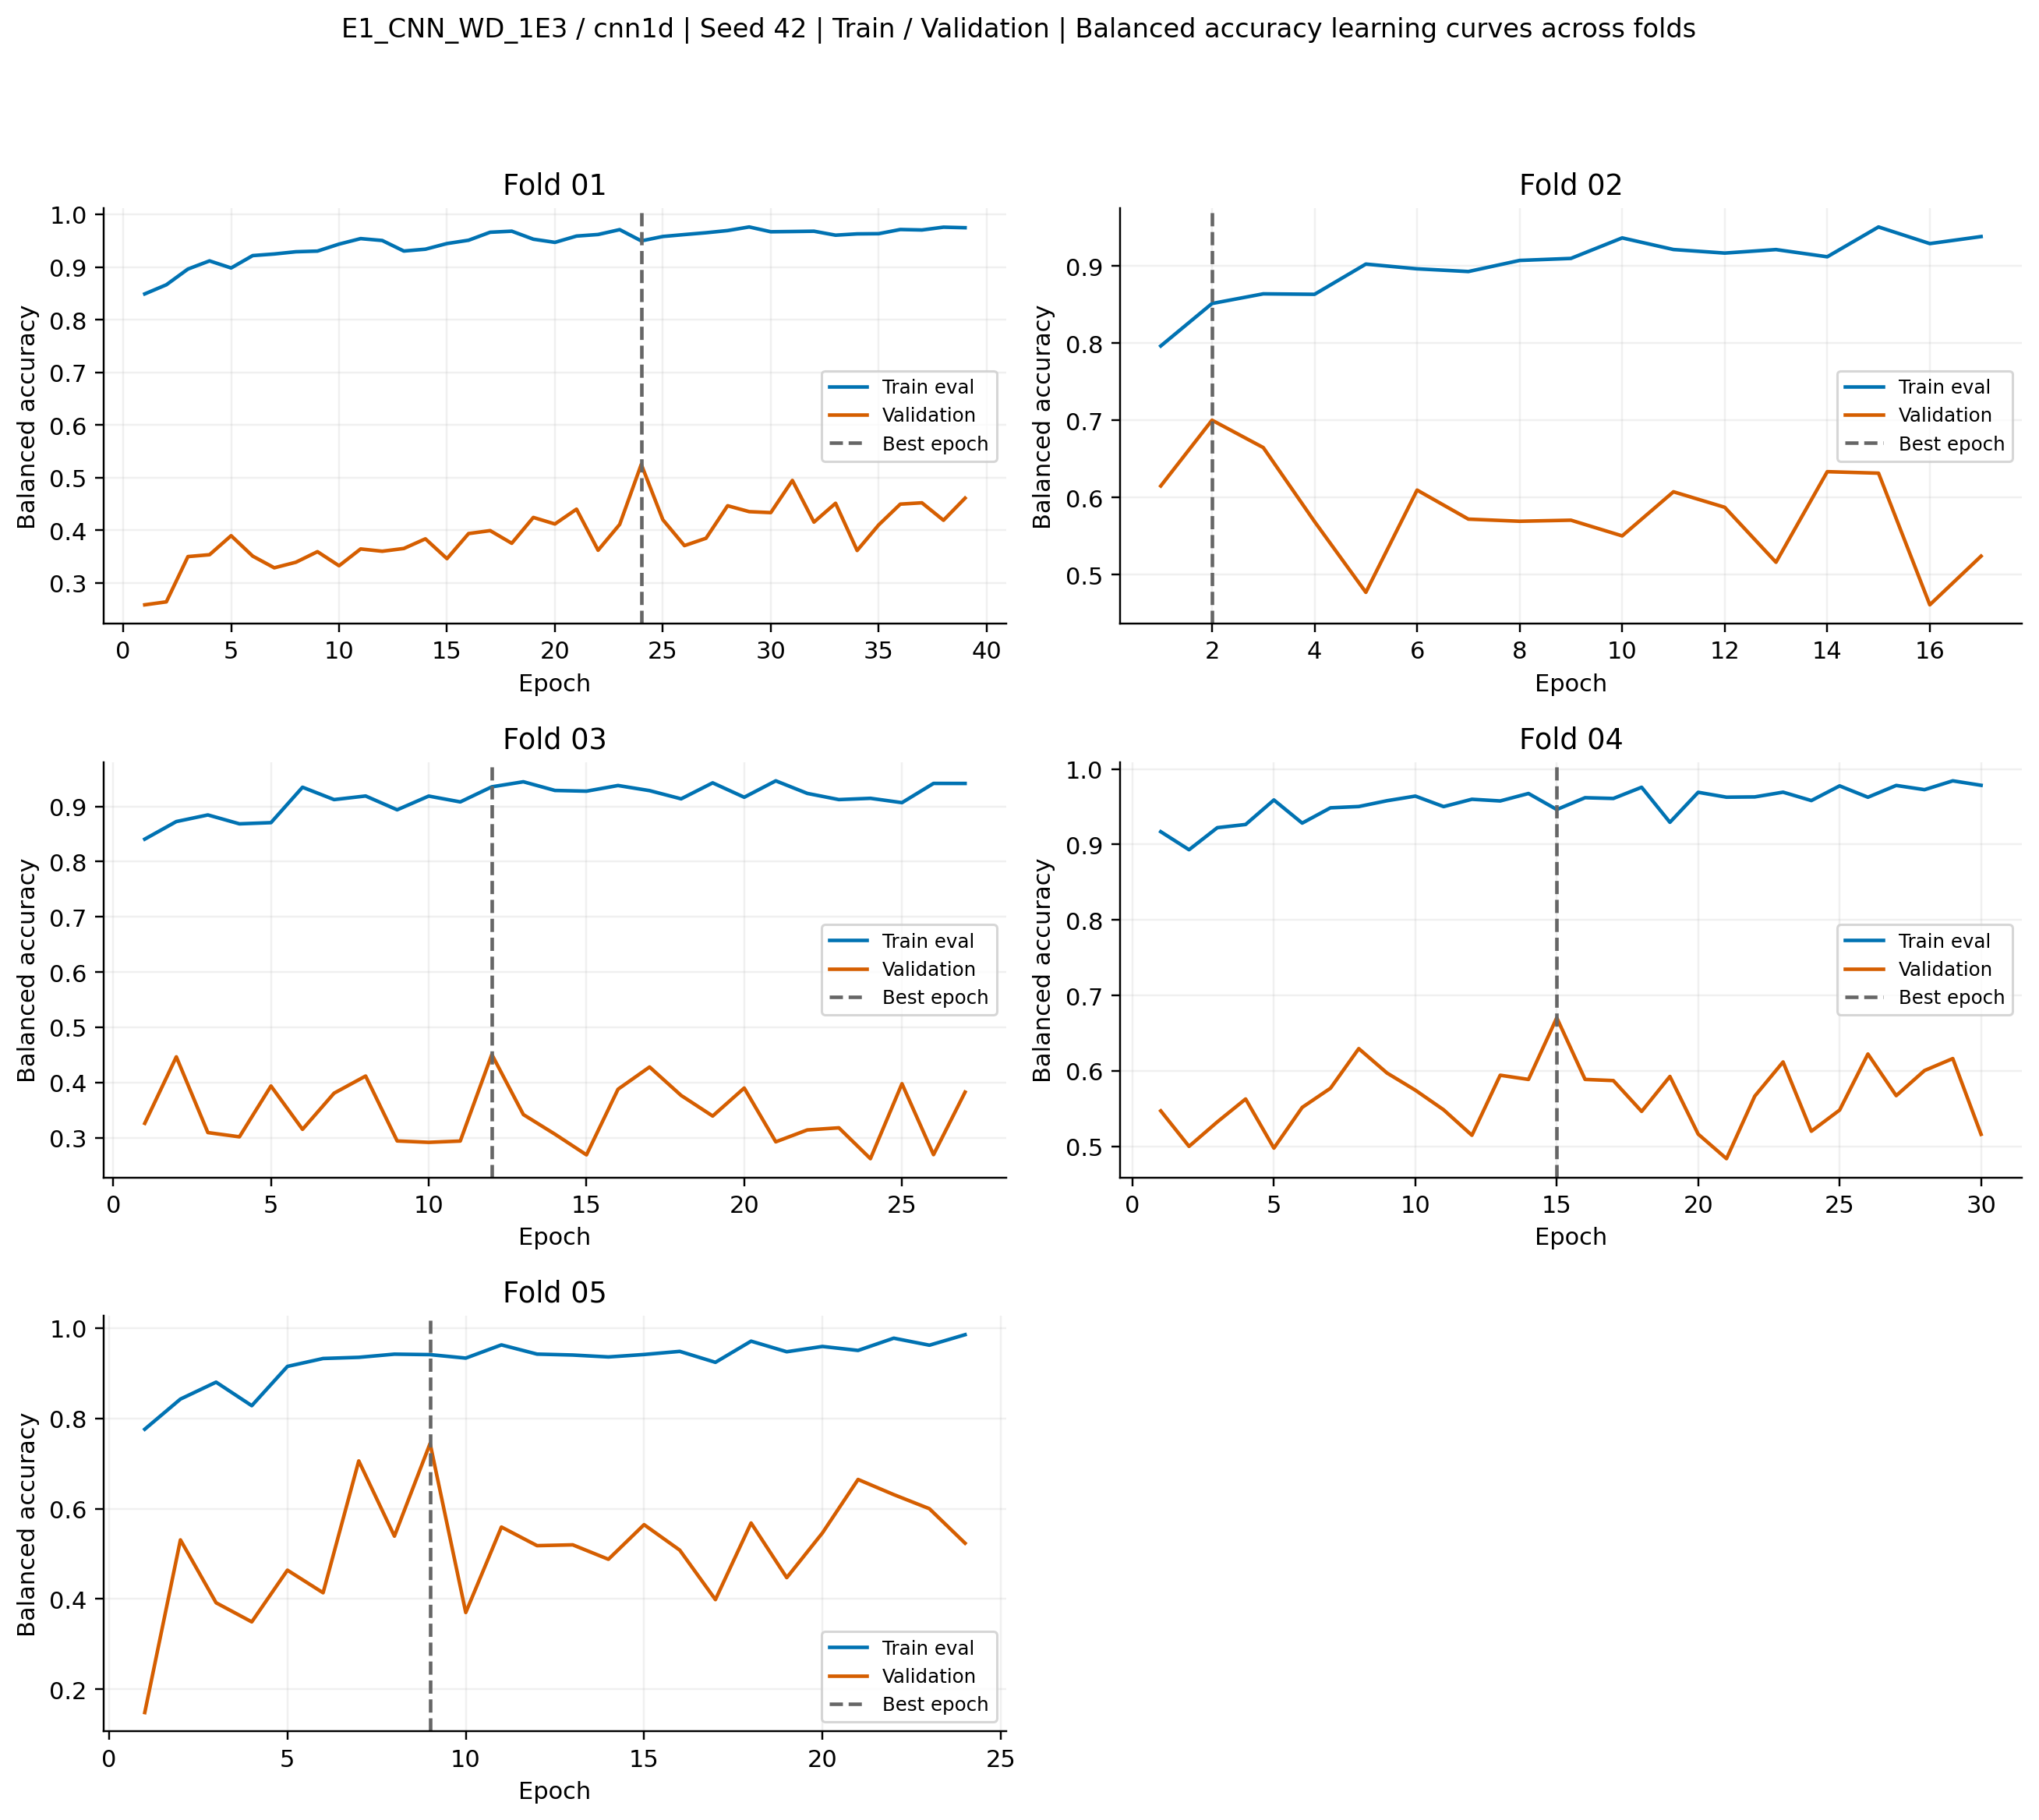 E1_CNN_WD_1E3 / cnn1d | Seed 42 | Train / Validation | Balanced accuracy learning curves across folds
Fold 01
Balanced accuracy
1.0
0.9
0.8
0.7
0.6
0.5
0.4
0.3
Train eval
Validation
Best epoch
0 5 10 15 20 25 30 35 40
Epoch
Fold 02
Balanced accuracy
0.9
0.8
0.7
0.6
0.5
Train eval
Validation
Best epoch
2 4 6 8 10 12 14 16
Epoch
Fold 03
Balanced accuracy
0.9
0.8
0.7
0.6
0.5
0.4
0.3
Train eval
Validation
Best epoch
0 5 10 15 20 25
Epoch
Fold 04
Balanced accuracy
1.0
0.9
0.8
0.7
0.6
0.5
Train eval
Validation
Best epoch
0 5 10 15 20 25 30
Epoch
Fold 05
Balanced accuracy
1.0
0.8
0.6
0.4
0.2
Train eval
Validation
Best epoch
0 5 10 15 20 25
Epoch